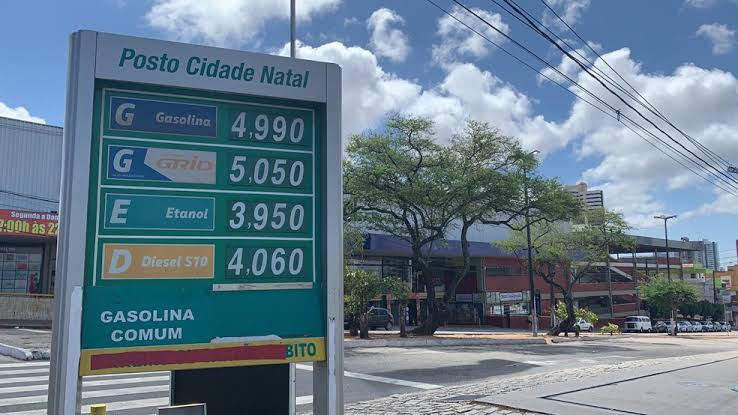 Posto Cidade Natal
G Gasolina 4,990
G GRID 5,050
E Etanol 3,950
D Diesel S10 4,060
GASOLINA
COMUM
BITO
Segunda a